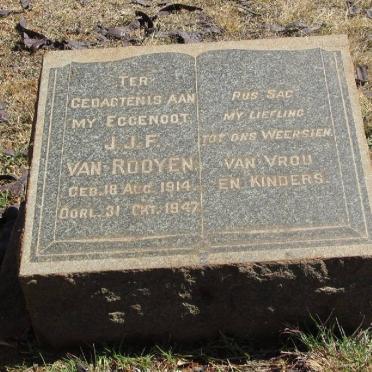 TER
GEDAGTENIS AAN
MY EGGENOOT
J.J.F.
VAN ROOYEN
GEB. 18 AUG. 1914
OORL. 31 OKT. 1947
RUS SAG
MY LIEFLING
TOT ONS WEERSIEN.
VAN VROU
EN KINDERS.